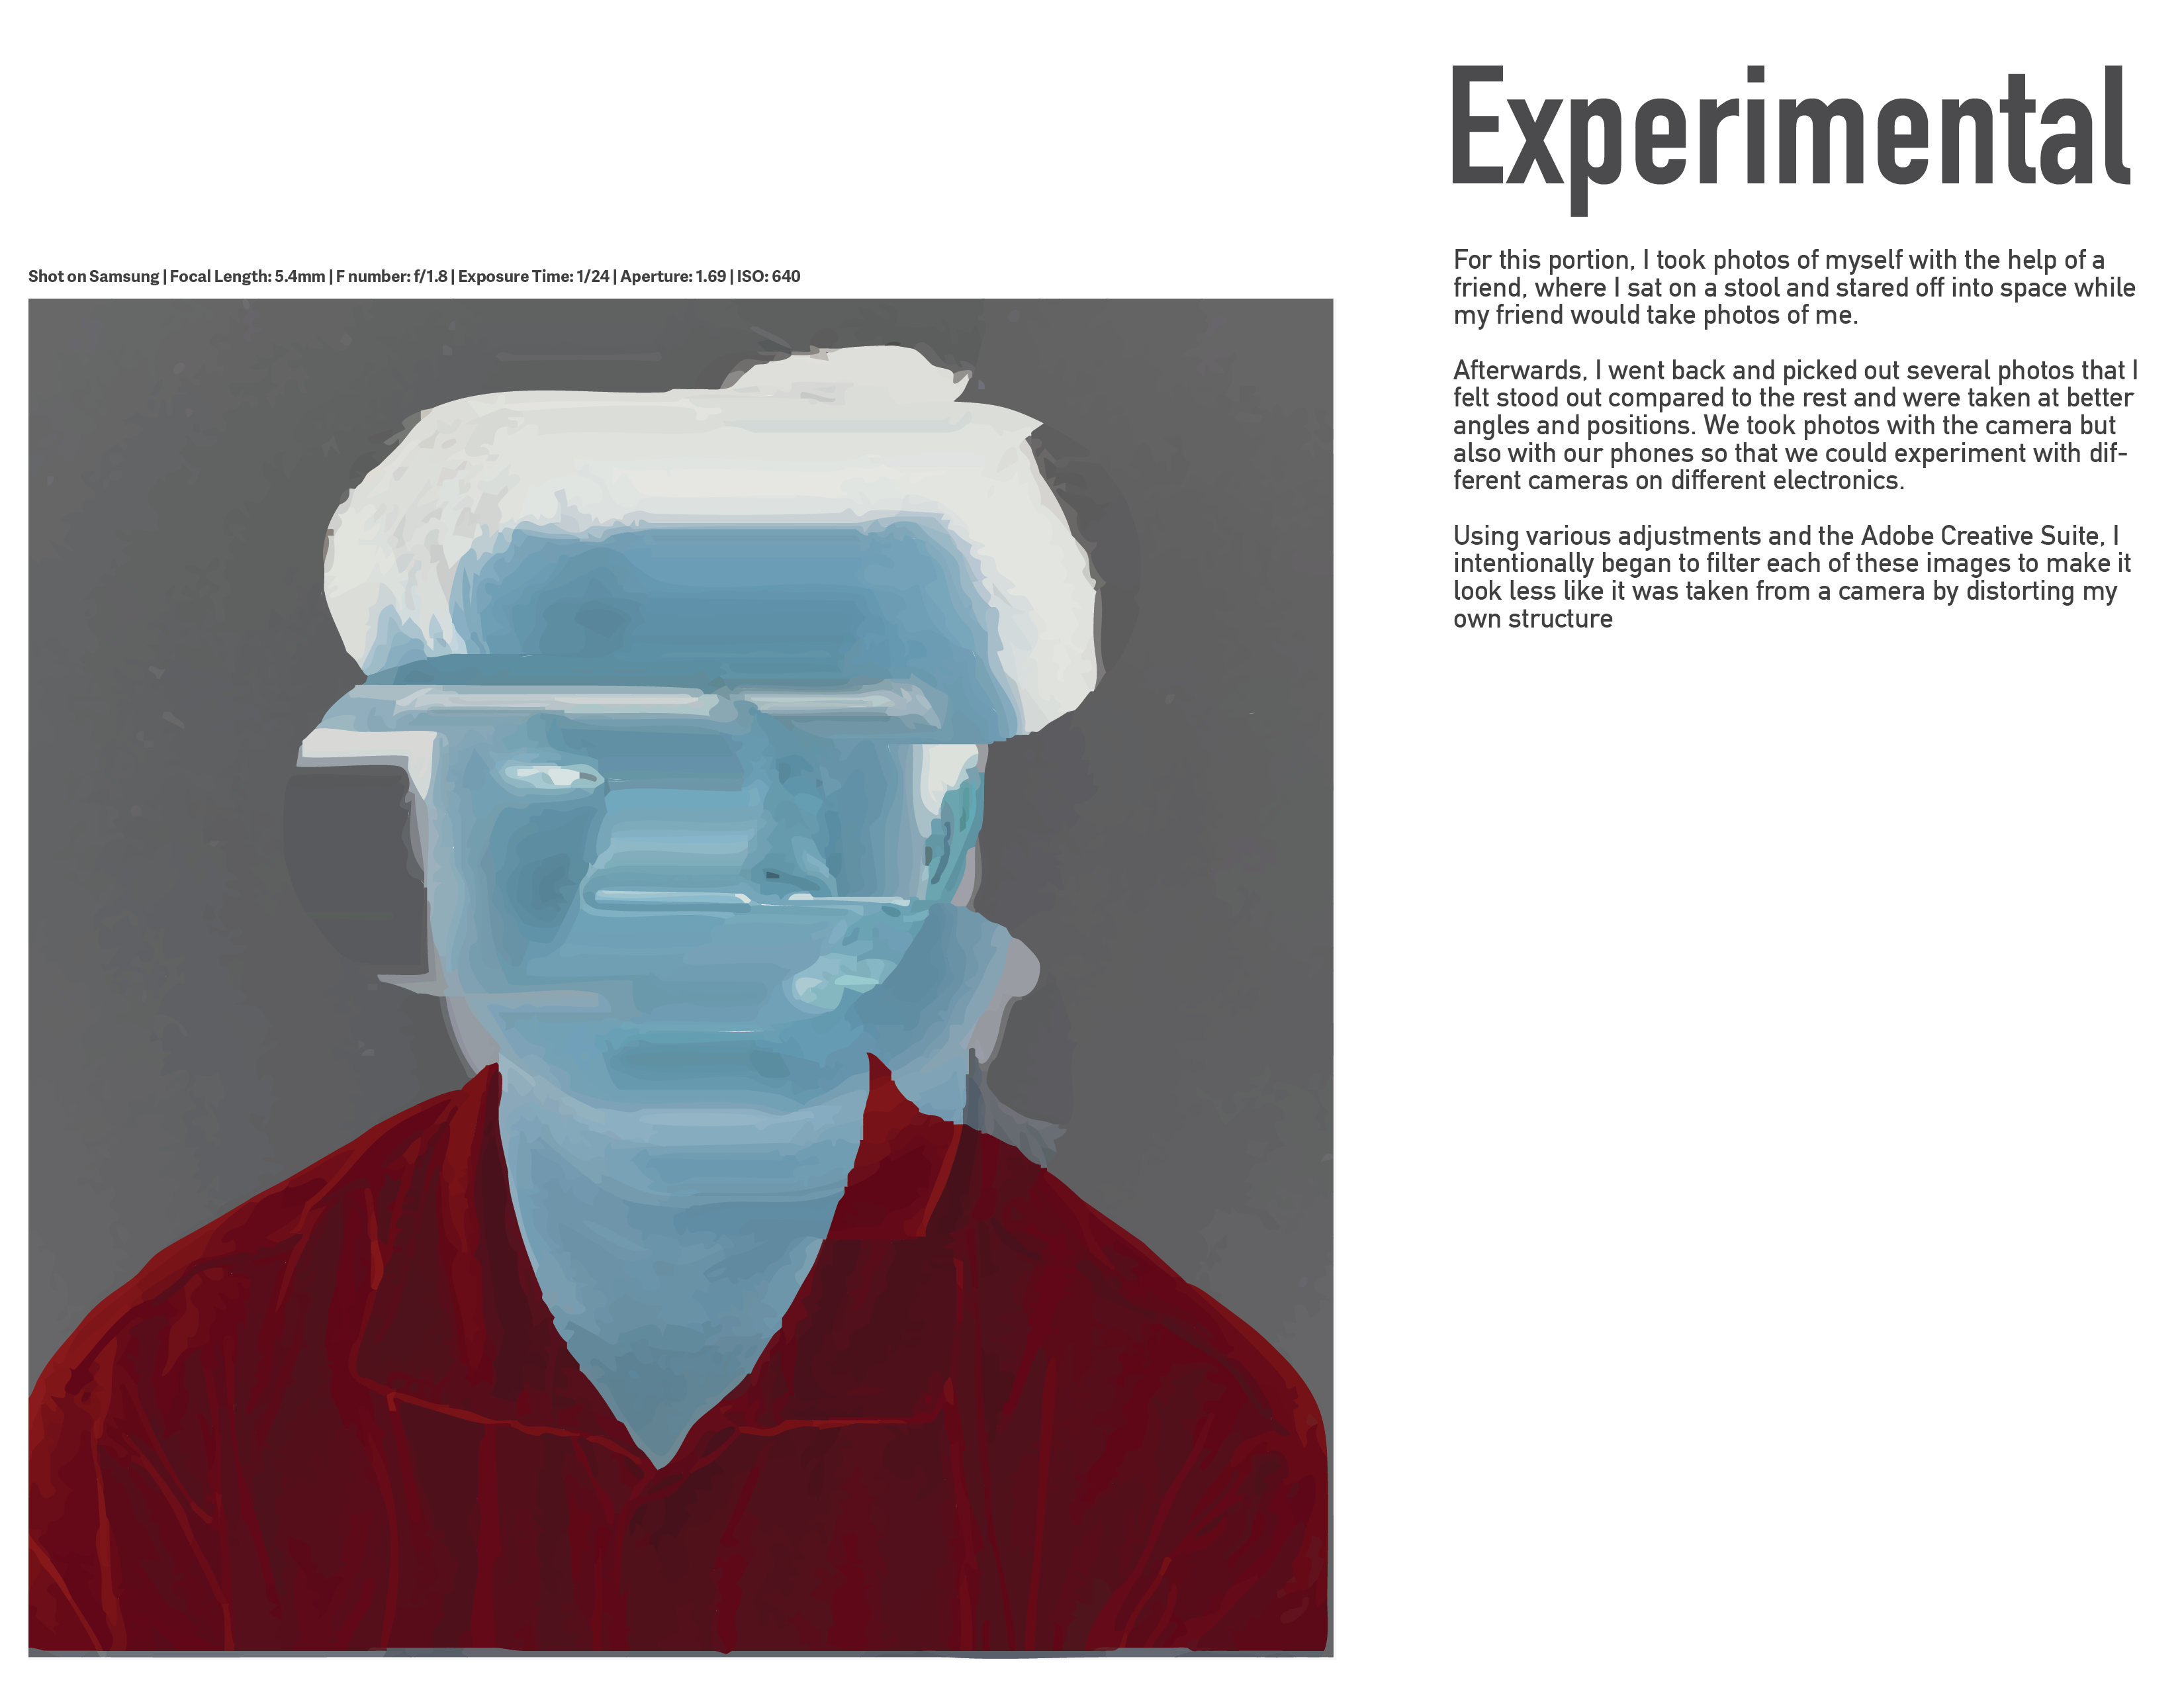 Experimental
Shot on Samsung | Focal Length: 5.4mm | F number: f/1.8 | Exposure Time: 1/24 | Aperture: 1.69 | ISO: 640
For this portion, I took photos of myself with the help of a
friend, where I sat on a stool and stared off into space while
my friend would take photos of me.
Afterwards, I went back and picked out several photos that I
felt stood out compared to the rest and were taken at better
angles and positions. We took photos with the camera but
also with our phones so that we could experiment with dif-
ferent cameras on different electronics.
Using various adjustments and the Adobe Creative Suite, I
intentionally began to filter each of these images to make it
look less like it was taken from a camera by distorting my
own structure